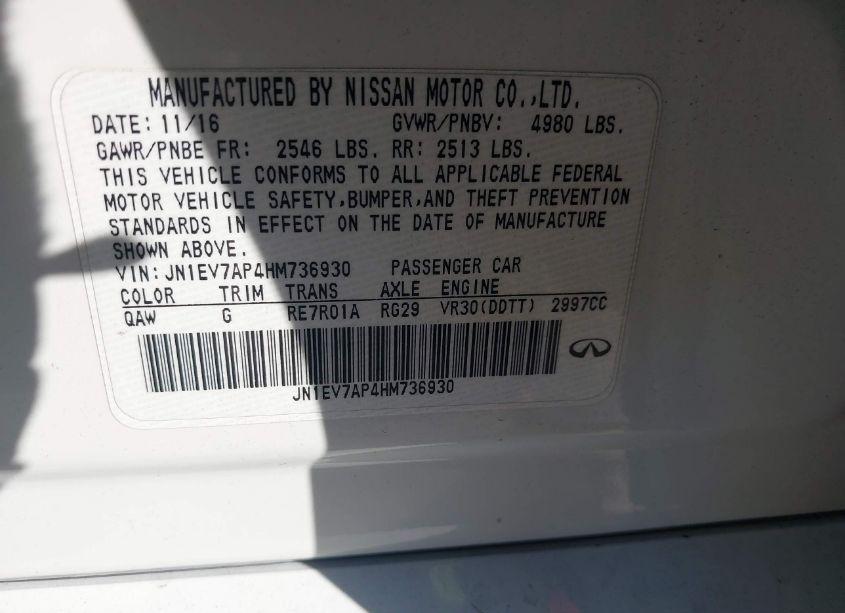 MANUFACTURED BY NISSAN MOTOR CO.,LTD.
DATE: 11/16 GVWR/PNBV: 4980 LBS.
GAWR/PNBE FR: 2546 LBS. RR: 2513 LBS.
THIS VEHICLE CONFORMS TO ALL APPLICABLE FEDERAL
MOTOR VEHICLE SAFETY,BUMPER,AND THEFT PREVENTION
STANDARDS IN EFFECT ON THE DATE OF MANUFACTURE
SHOWN ABOVE.
VIN: JN1EV7AP4HM736930 PASSENGER CAR
COLOR TRIM TRANS AXLE ENGINE
QAW G RE7R01A RG29 VR30(DDTT) 2997CC
JN1EV7AP4HM736930